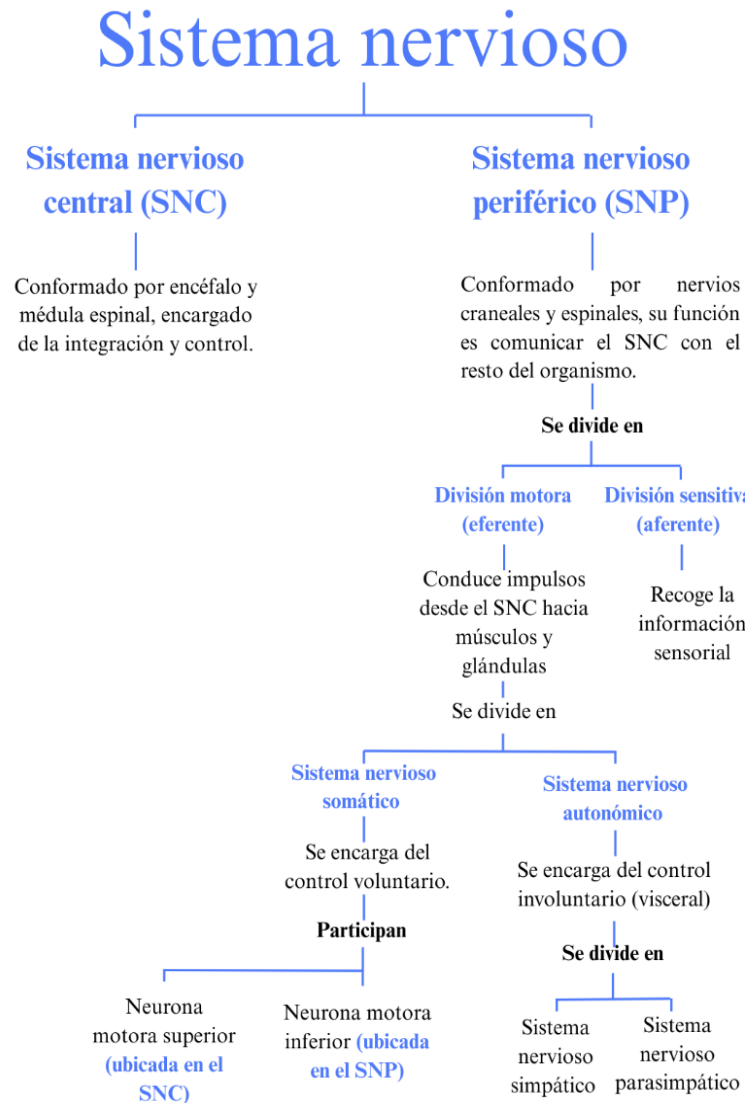 Sistema nervioso
Sistema nervioso
central (SNC)
Conformado por encéfalo y
médula espinal, encargado
de la integración y control.
Sistema nervioso
periférico (SNP)
Conformado por nervios
craneales y espinales, su función
es comunicar el SNC con el
resto del organismo.
Se divide en
División motora
(eferente)
Conduce impulsos
desde el SNC hacia
músculos y
glándulas
División sensitiva
(aferente)
Recoge la
información
sensorial
Se divide en
Sistema nervioso
somático
Se encarga del
control voluntario.
Participan
Neurona
motora superior
(ubicada en el
SNC)
Neurona motora
inferior (ubicada
en el SNP)
Sistema nervioso
autonómico
Se encarga del control
involuntario (visceral)
Se divide en
Sistema
nervioso
simpático
Sistema
nervioso
parasimpático